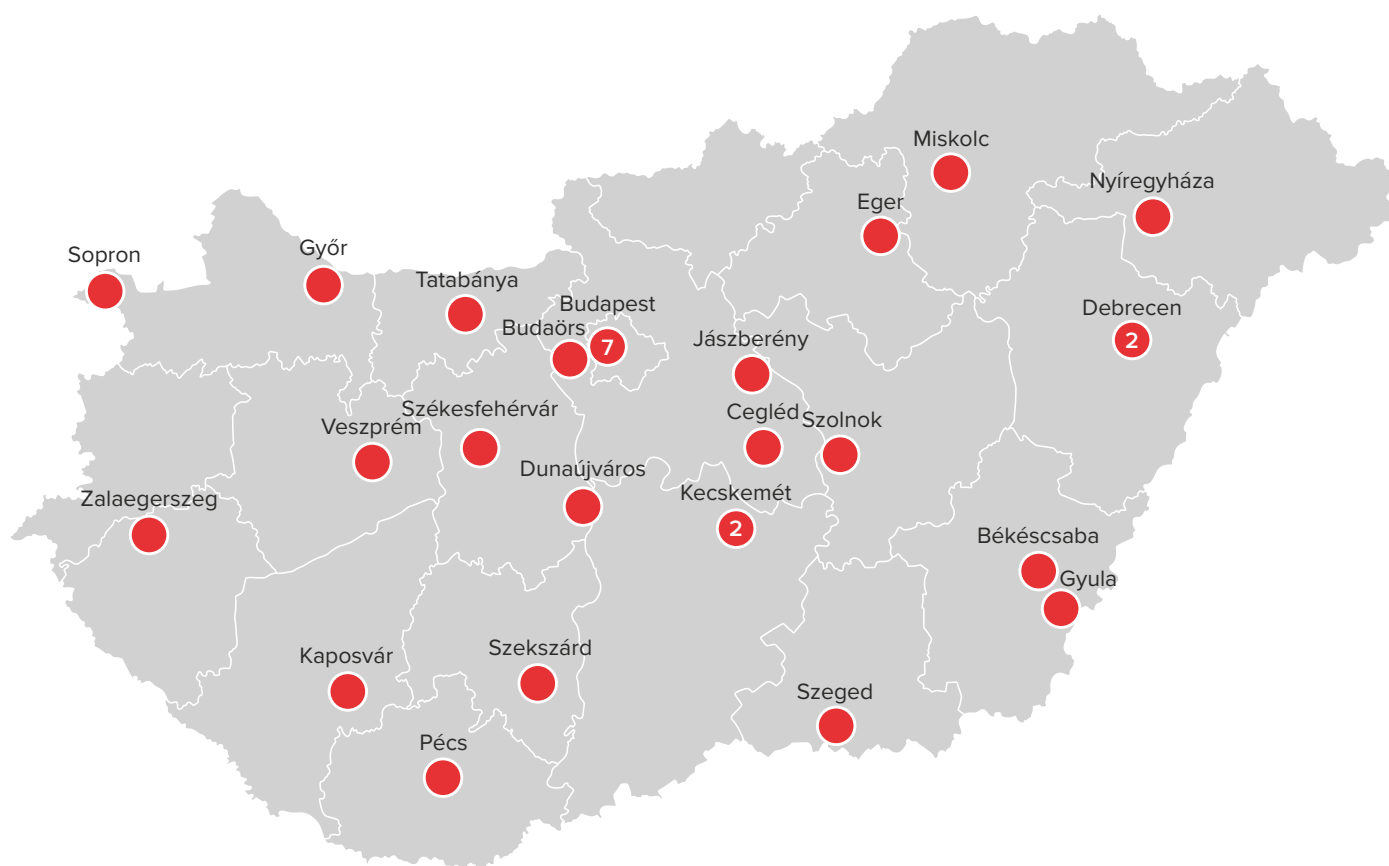 Miskolc
Nyíregyháza
Eger
Sopron
Győr
Tatabánya
Budapest
7
Budaörs
Debrecen
2
Jászberény
Székesfehérvár
Veszprém
Cegléd
Szolnok
Dunaújváros
Kecskemét
2
Zalaegerszeg
Békéscsaba
Gyula
Kaposvár
Szekszárd
Szeged
Pécs